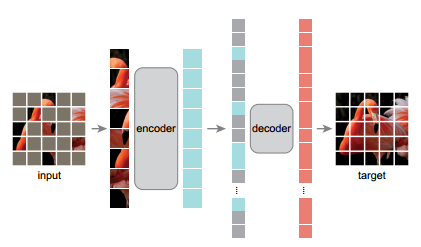 encoder
decoder
input
target